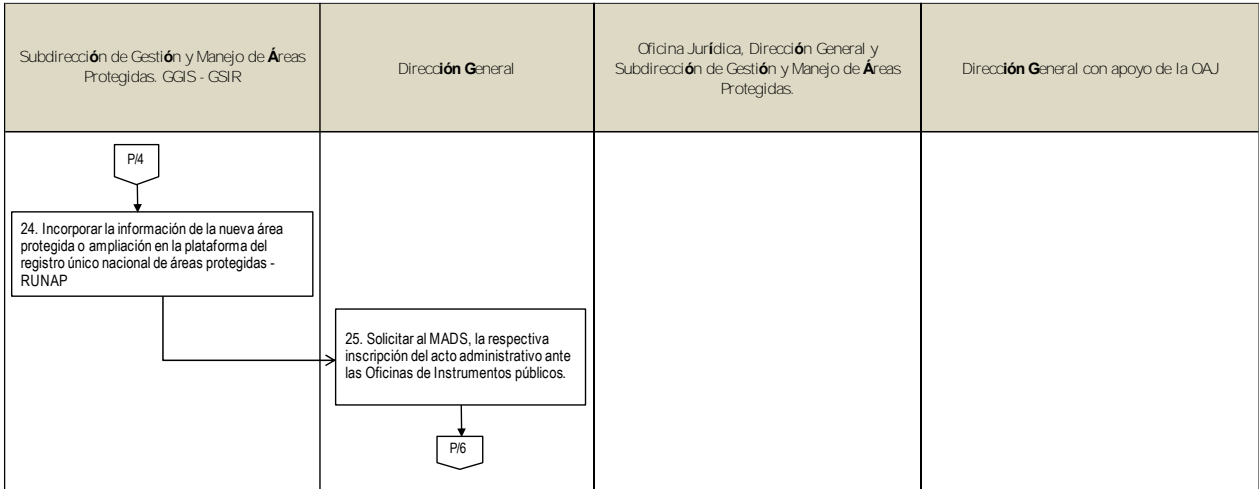 Subdirección de Gestión y Manejo de Áreas
Protegidas. GGIS - GSIR
Dirección General
Oficina Jurídica, Dirección General y
Subdirección de Gestión y Manejo de Áreas
Protegidas.
Dirección General con apoyo de la OAJ
P/4
24. Incorporar la información de la nueva área
protegida o ampliación en la plataforma del
registro único nacional de áreas protegidas -
RUNAP
25. Solicitar al MADS, la respectiva
inscripción del acto administrativo ante
las Oficinas de Instrumentos públicos.
P/6